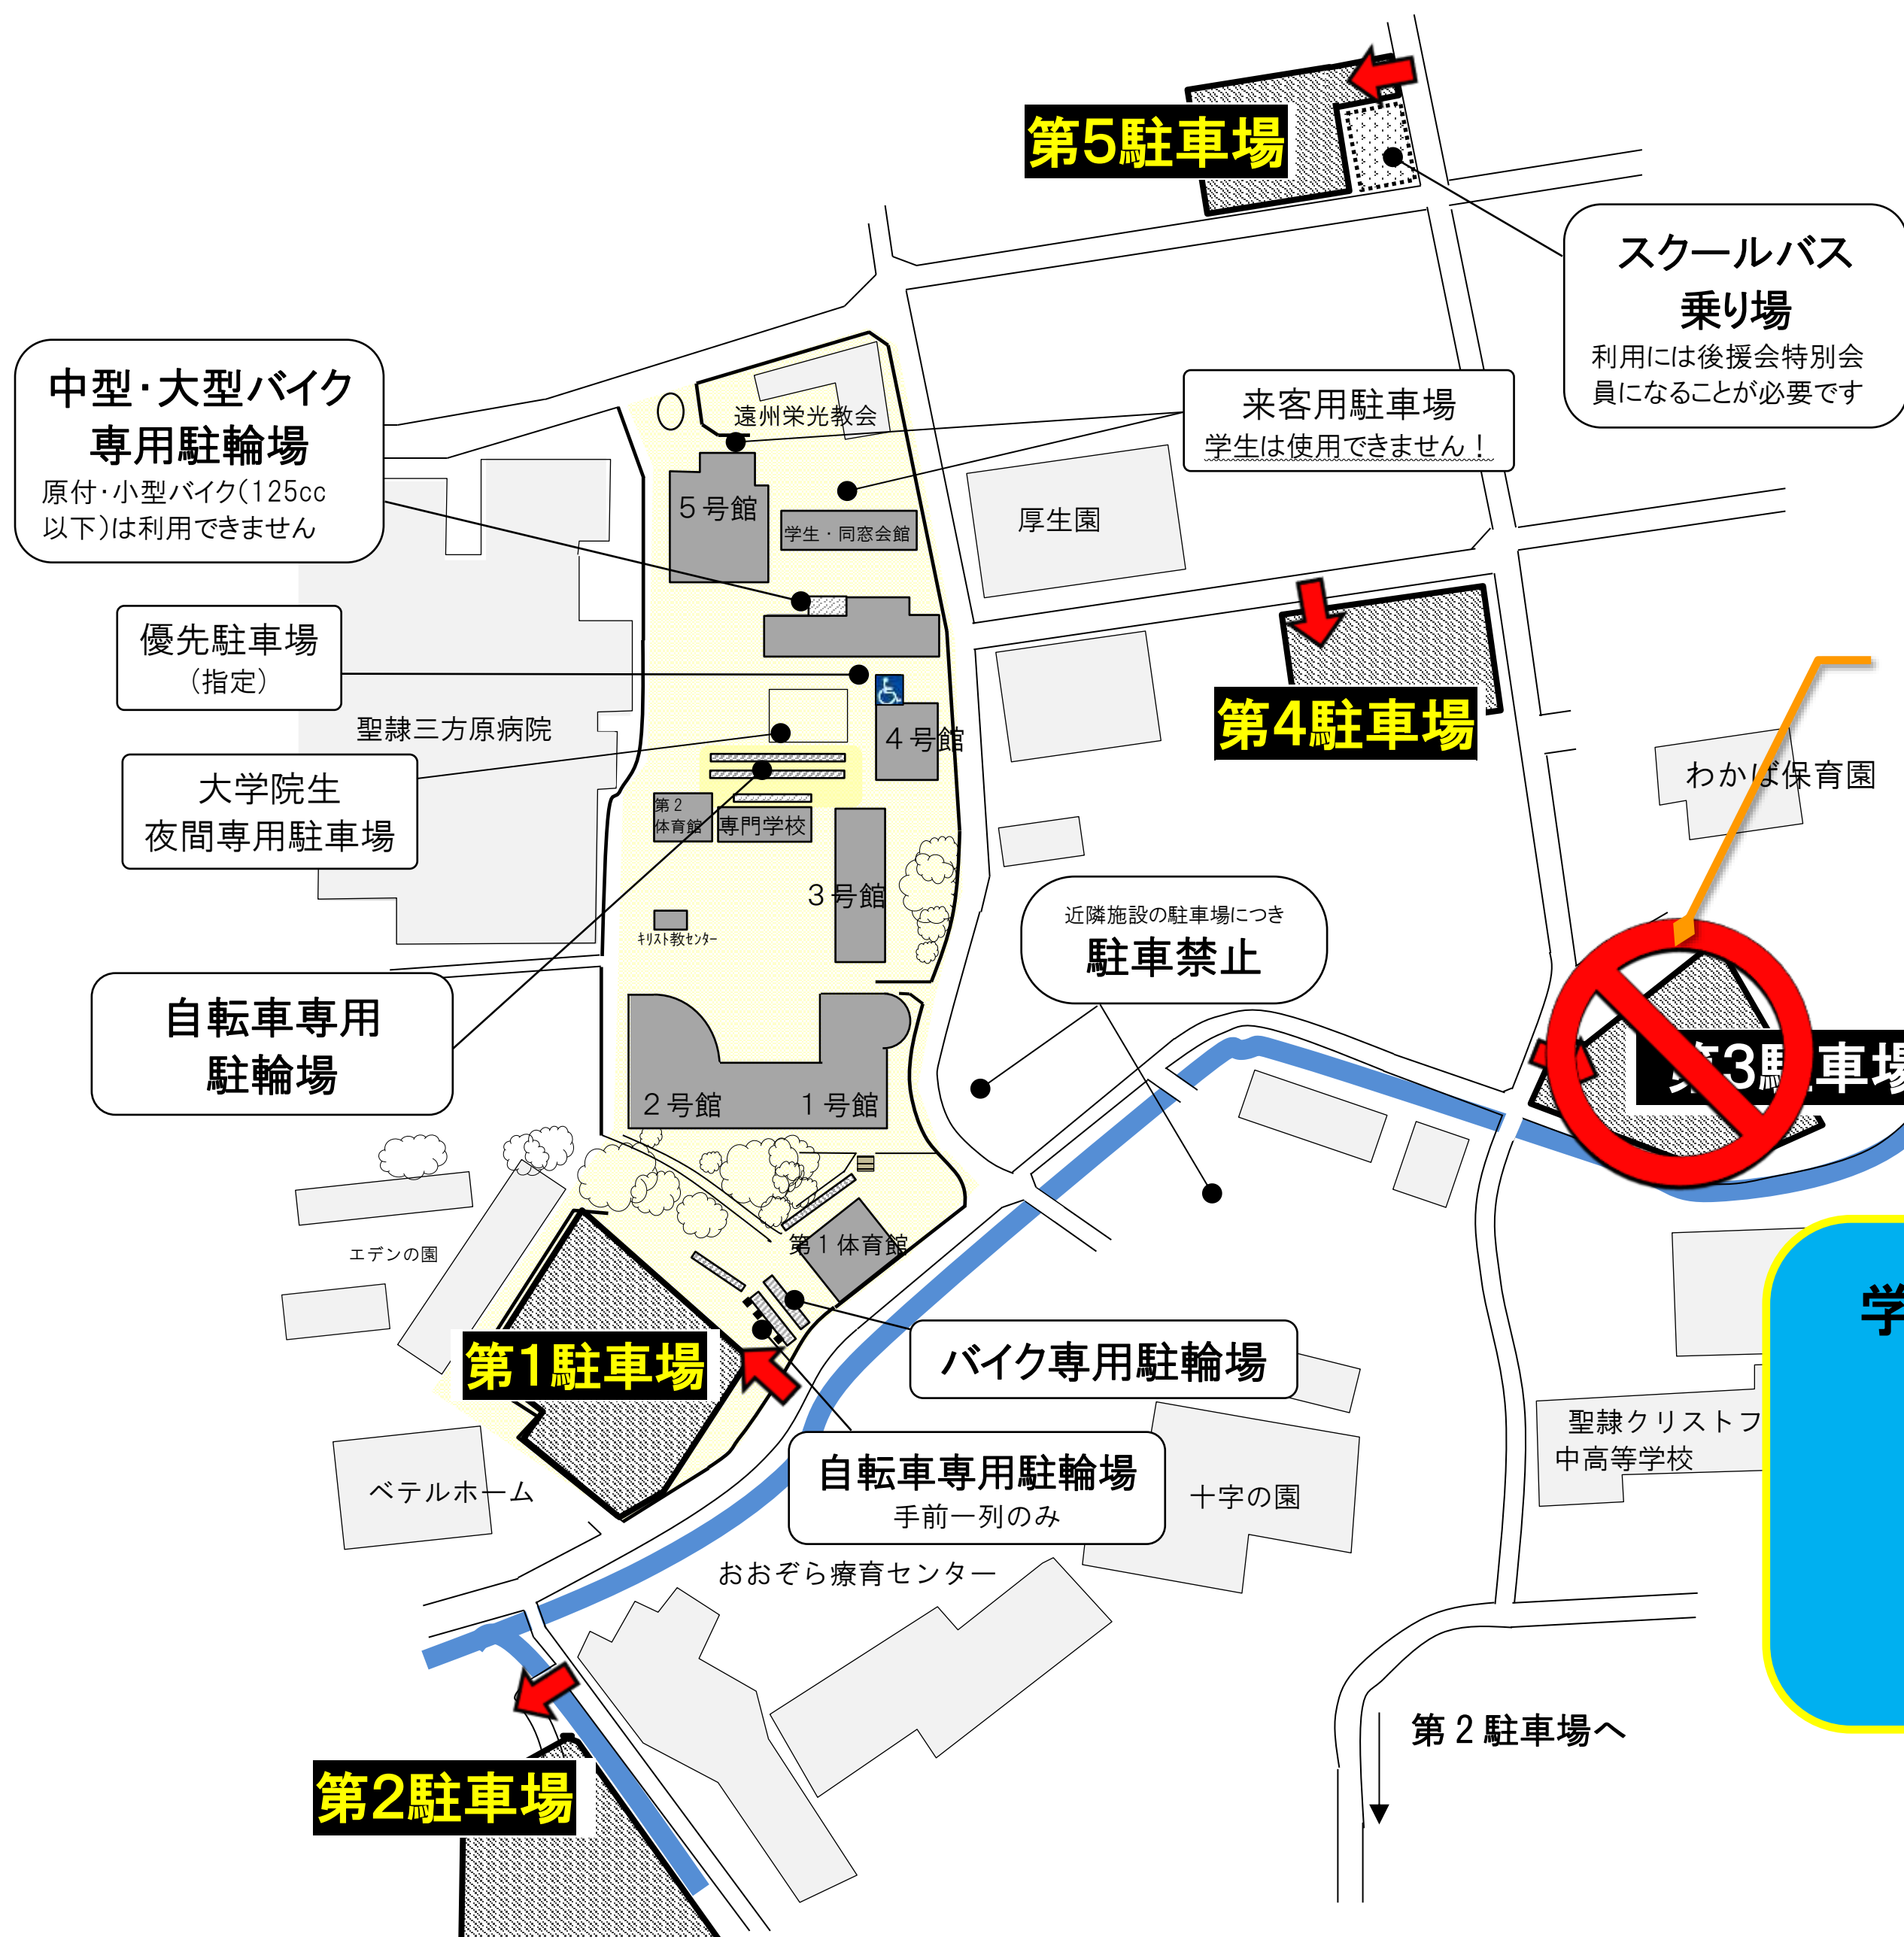 第5駐車場
スクールバス
乗り場
利用には後援会特別会
員になることが必要です
中型・大型バイク
専用駐輪場
原付・小型バイク(125cc
以下)は利用できません
遠州栄光教会
来客用駐車場
学生は使用できません！
５号館
学生・同窓会館
厚生園
優先駐車場
（指定）
聖隷三方原病院
第4駐車場
４号館
わかば保育園
大学院生
夜間専用駐車場
第２
体育館
専門学校
３号館
近隣施設の駐車場につき
駐車禁止
キリスト教センター
自転車専用
駐輪場
第3駐車場
２号館
１号館
エデンの園
第１体育館
学
第1駐車場
バイク専用駐輪場
聖隷クリストフ
中高等学校
自転車専用駐輪場
手前一列のみ
ベテルホーム
十字の園
おおぞら療育センター
第２駐車場へ
第2駐車場